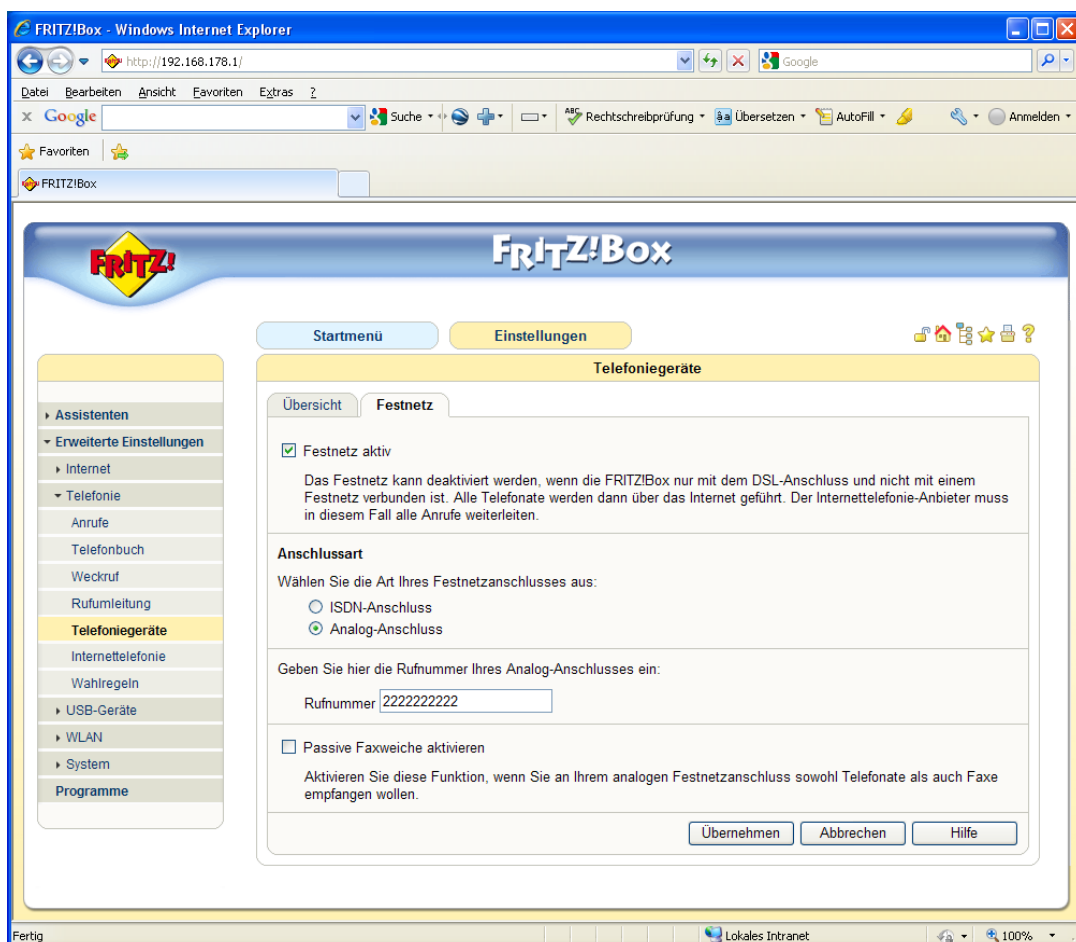 FRITZ!Box - Windows Internet Explorer
http://192.168.178.1/
Google
Datei Bearbeiten Ansicht Favoriten Extras ?
x Google Suche ABC Rechtschreibprüfung aä Übersetzen AutoFill Anmelden
Favoriten
FRITZ!Box
FRITZ!
FRITZ!Box
Startmenü Einstellungen
Telefoniegeräte
Assistenten
Erweiterte Einstellungen
Internet
Telefonie
Anrufe
Telefonbuch
Weckruf
Rufumleitung
Telefoniegeräte
Internettelefonie
Wahlregeln
USB-Geräte
WLAN
System
Programme
Übersicht Festnetz
Festnetz aktiv
Das Festnetz kann deaktiviert werden, wenn die FRITZ!Box nur mit dem DSL-Anschluss und nicht mit einem
Festnetz verbunden ist. Alle Telefonate werden dann über das Internet geführt. Der Internettelefonie-Anbieter muss
in diesem Fall alle Anrufe weiterleiten.
Anschlussart
Wählen Sie die Art Ihres Festnetzanschlusses aus:
ISDN-Anschluss
Analog-Anschluss
Geben Sie hier die Rufnummer Ihres Analog-Anschlusses ein:
Rufnummer 2222222222
Passive Faxweiche aktivieren
Aktivieren Sie diese Funktion, wenn Sie an Ihrem analogen Festnetzanschluss sowohl Telefonate als auch Faxe
empfangen wollen.
Übernehmen Abbrechen Hilfe
Fertig Lokales Intranet 100%